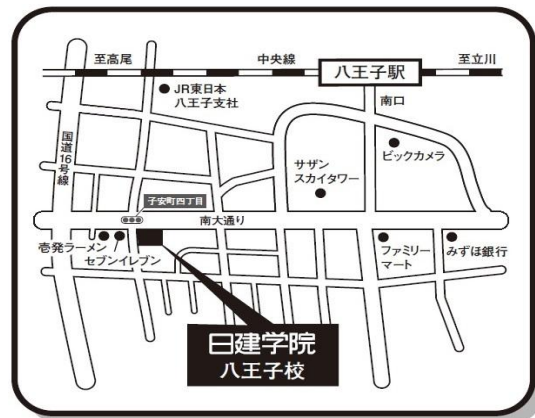 至高尾
中央線
八王子駅
至立川
JR東日本
八王子支社
南口
国道16号線
ビックカメラ
サザン
スカイタワー
子安町四丁目
南大通り
壱発ラーメン
セブンイレブン
ファミリー
マート
みずほ銀行
日建学院
八王子校